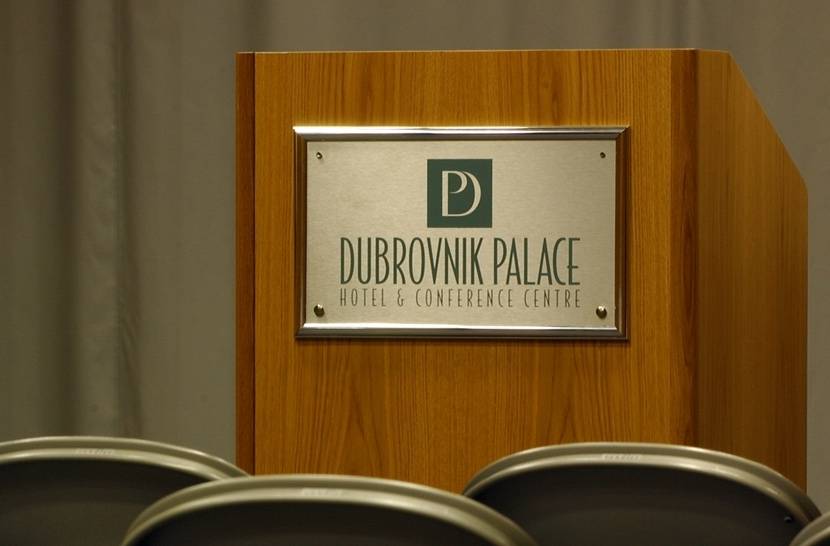 PD
DUBROVNIK PALACE
HOTEL & CONFERENCE CENTRE